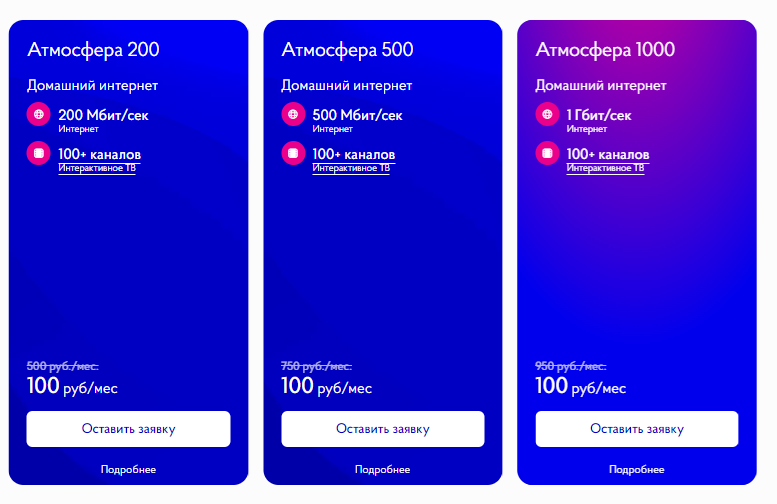 Атмосфера 200
Домашний интернет
200 Мбит/сек
Интернет
100+ каналов
Интерактивное ТВ
500 руб./мес.
100 руб/мес
Оставить заявку
Подробнее
Атмосфера 500
Домашний интернет
500 Мбит/сек
Интернет
100+ каналов
Интерактивное ТВ
750 руб./мес.
100 руб/мес
Оставить заявку
Подробнее
Атмосфера 1000
Домашний интернет
1 Гбит/сек
Интернет
100+ каналов
Интерактивное ТВ
950 руб./мес.
100 руб/мес
Оставить заявку
Подробнее